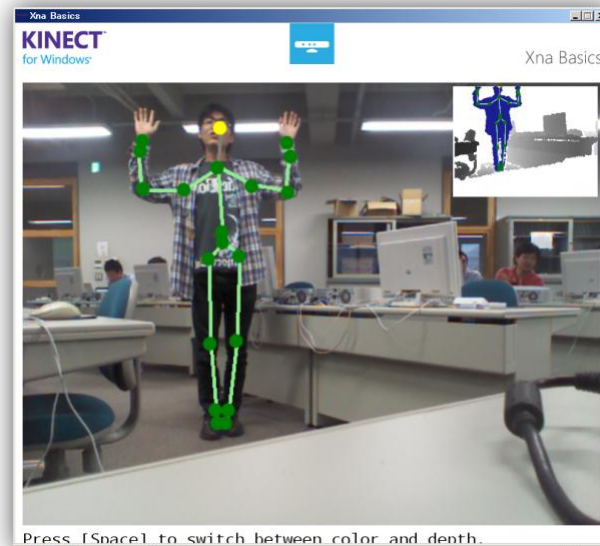 Xna Basics
KINECT
for Windows
Xna Basics
Press [Space] to switch between color and depth.